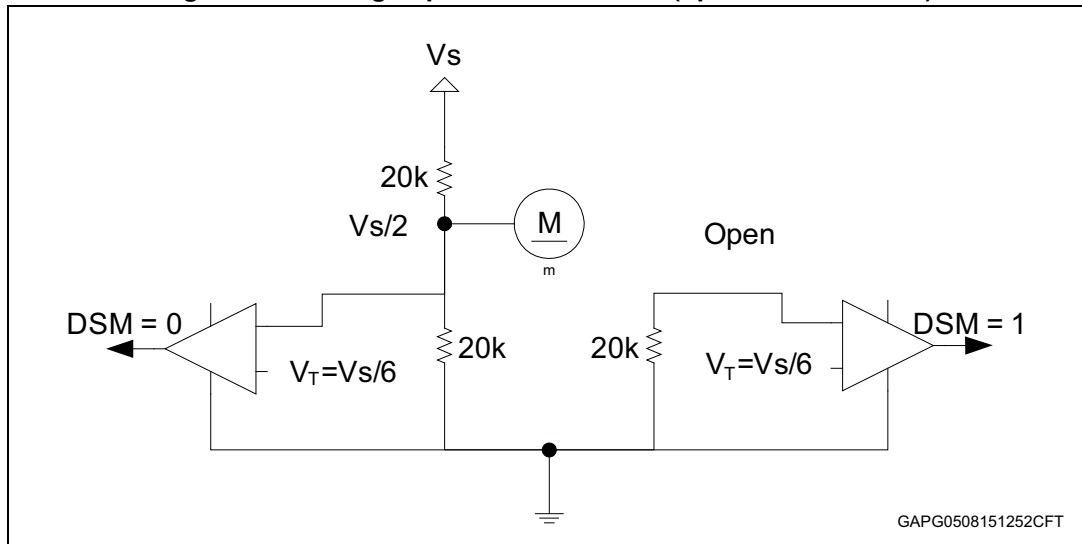 Vs
20k
Vs/2
M
m
Open
DSM = 0
DSM = 1
20k
20k
VT=Vs/6
VT=Vs/6
GAPG0508151252CFT